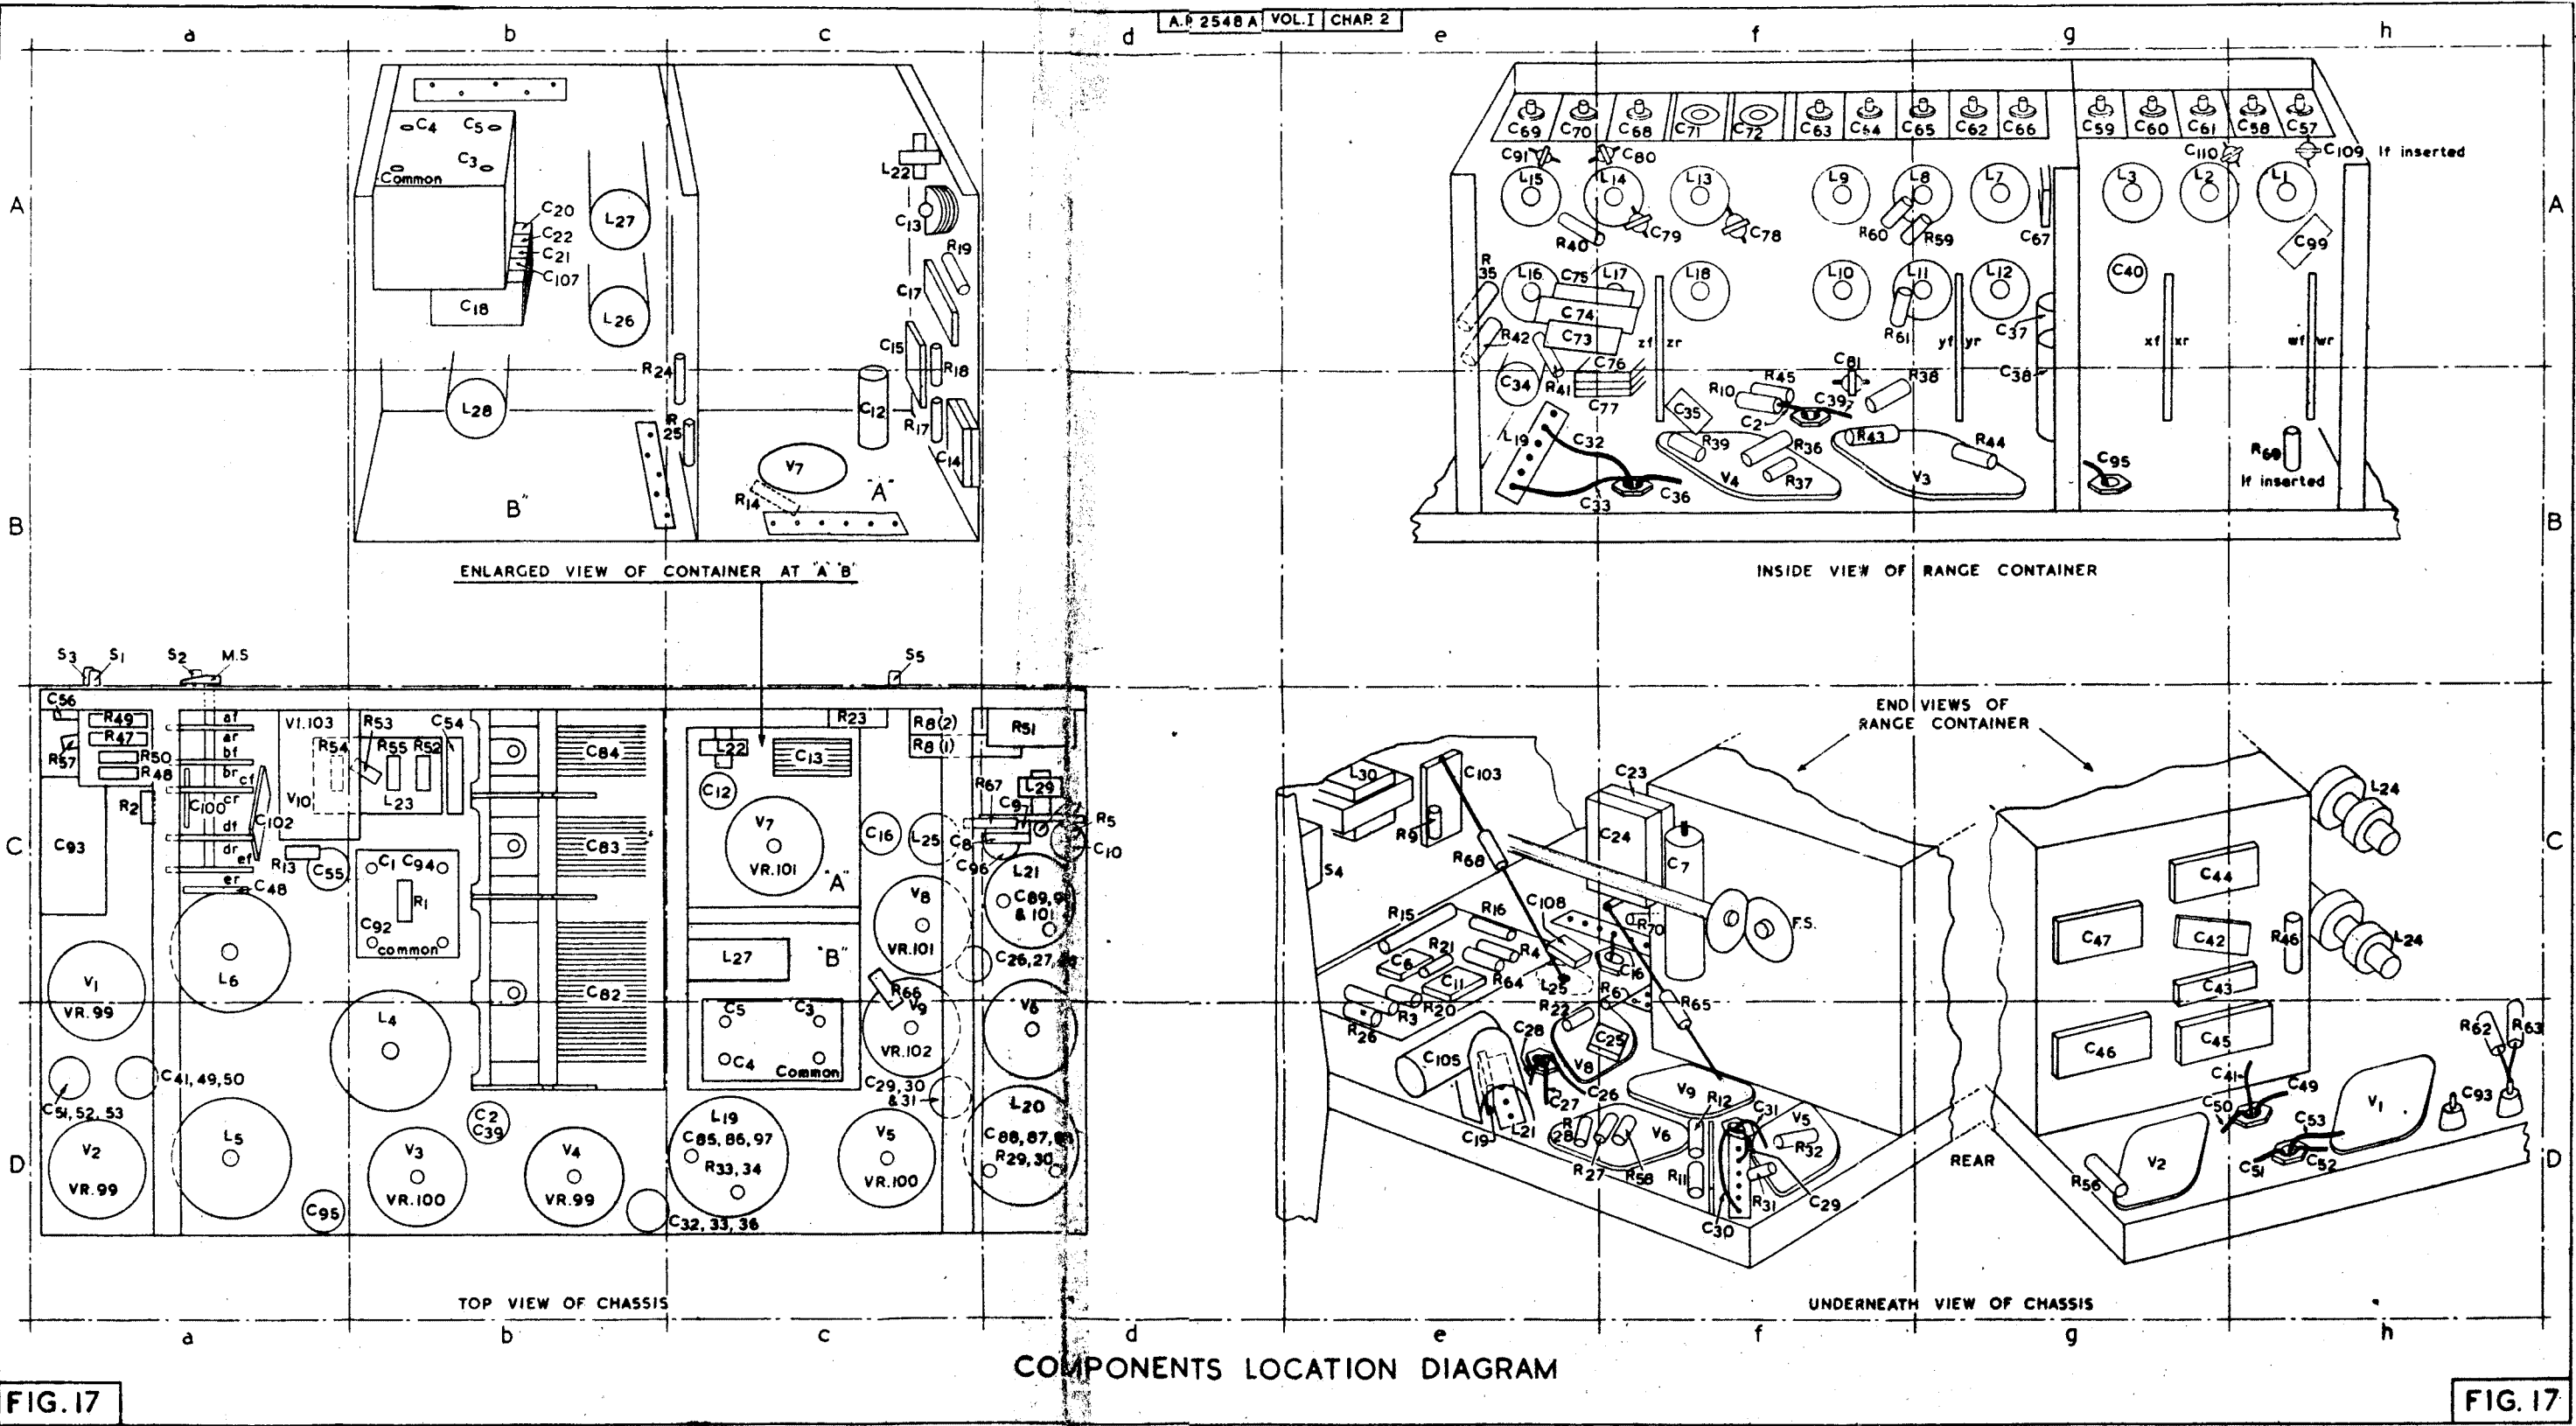 A.P. 2548A VOL.I CHAP. 2
a b c d e f g h
A
C4 C5
C3
Common
C20
C22
C21
C107
C18
L27
L26
L28
R24
R25
"B"
L22
C13
R19
C17
C15
R18
C12
R17
C14
V7
R14
"A"
B
ENLARGED VIEW OF CONTAINER AT "A" "B"
C69 C70 C68 C71 C72 C63 C64 C65 C62 C66 C59 C60 C61 C58 C57
C91 C80 C110 C109 If inserted
L15 L14 L13 L9 L8 L7 L3 L2 L1
R40 C79 C78 R60 R59 C67 C99
A
R35 L16 C75 L17 L18 L10 L11 L12 C40
C74
R42 C73 zf zr R61 yf yr C37 xf xr wf wr
C34 R41 C76 C81 C38
C77 C35 R10 R45 C39 R38
C2
L19 C32 R39 R36 R43 R44 C95 R69
C33 C36 V4 R37 V3 If inserted
B
INSIDE VIEW OF RANGE CONTAINER
S3 S1 S2 M.S S5
C56
R49 af V1.103 R53 C54
R47 ar
R50 bf R54 R55 R52
R57 R48 br cf
R2 C100 cr V10 L23
C102
df
C93 dr
ef R13 C55
er C48
C1 C94
R1
C92
common
C84
C83
C82
R23 R8(2) R51
L22 C13 R8(1)
C12 R67 L29
C9
V7 C16 L25 C8 R5
VR.101 C96 C10
"A" L21
V8 C89,9
& 101
VR.101
L27 "B" C26,27,
R66
C
V1
VR.99
L6
L4
C5 C3
C4 Common
V9
VR.102
V6
C41,49,50
C51,52,53
C2
C39
C29,30
& 31
V2
VR.99
L5
V3
VR.100
V4
VR.99
L19
C85,86,97
R33,34
V5
VR.100
L20
C88,87,
R29,30
C95
C32,33,36
D
TOP VIEW OF CHASSIS
END VIEWS OF
RANGE CONTAINER
L30 C103 C23
R9 C24
S4 R68 C7
R15 R16 C108 R70 F.S.
R21 R4
C6 C11 R64 L25 C16
R3 R20 R22 R6 R65
R26 C28 C25
C105 V8
C27 C26 V9 R12 C31 V5
C19 L21 R28 V6 R32
R27 R58 R11 R31 C29
C30
REAR
L24
C44
C47 C42 R46 L24
C43
C46 C45 R62 R63
C41 C49
C50 C53 V1 C93
V2 C51 C52
R56
C
D
UNDERNEATH VIEW OF CHASSIS
a b c d e f g h
COMPONENTS LOCATION DIAGRAM
FIG. 17
FIG. 17